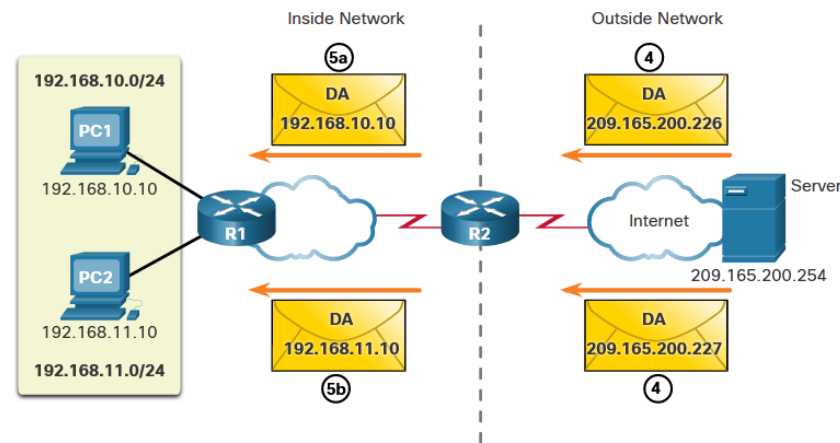 Inside Network
Outside Network
5a
4
192.168.10.0/24
DA
192.168.10.10
DA
209.165.200.226
PC1
192.168.10.10
R1
R2
Internet
Server
209.165.200.254
PC2
192.168.11.10
192.168.11.0/24
DA
192.168.11.10
DA
209.165.200.227
5b
4